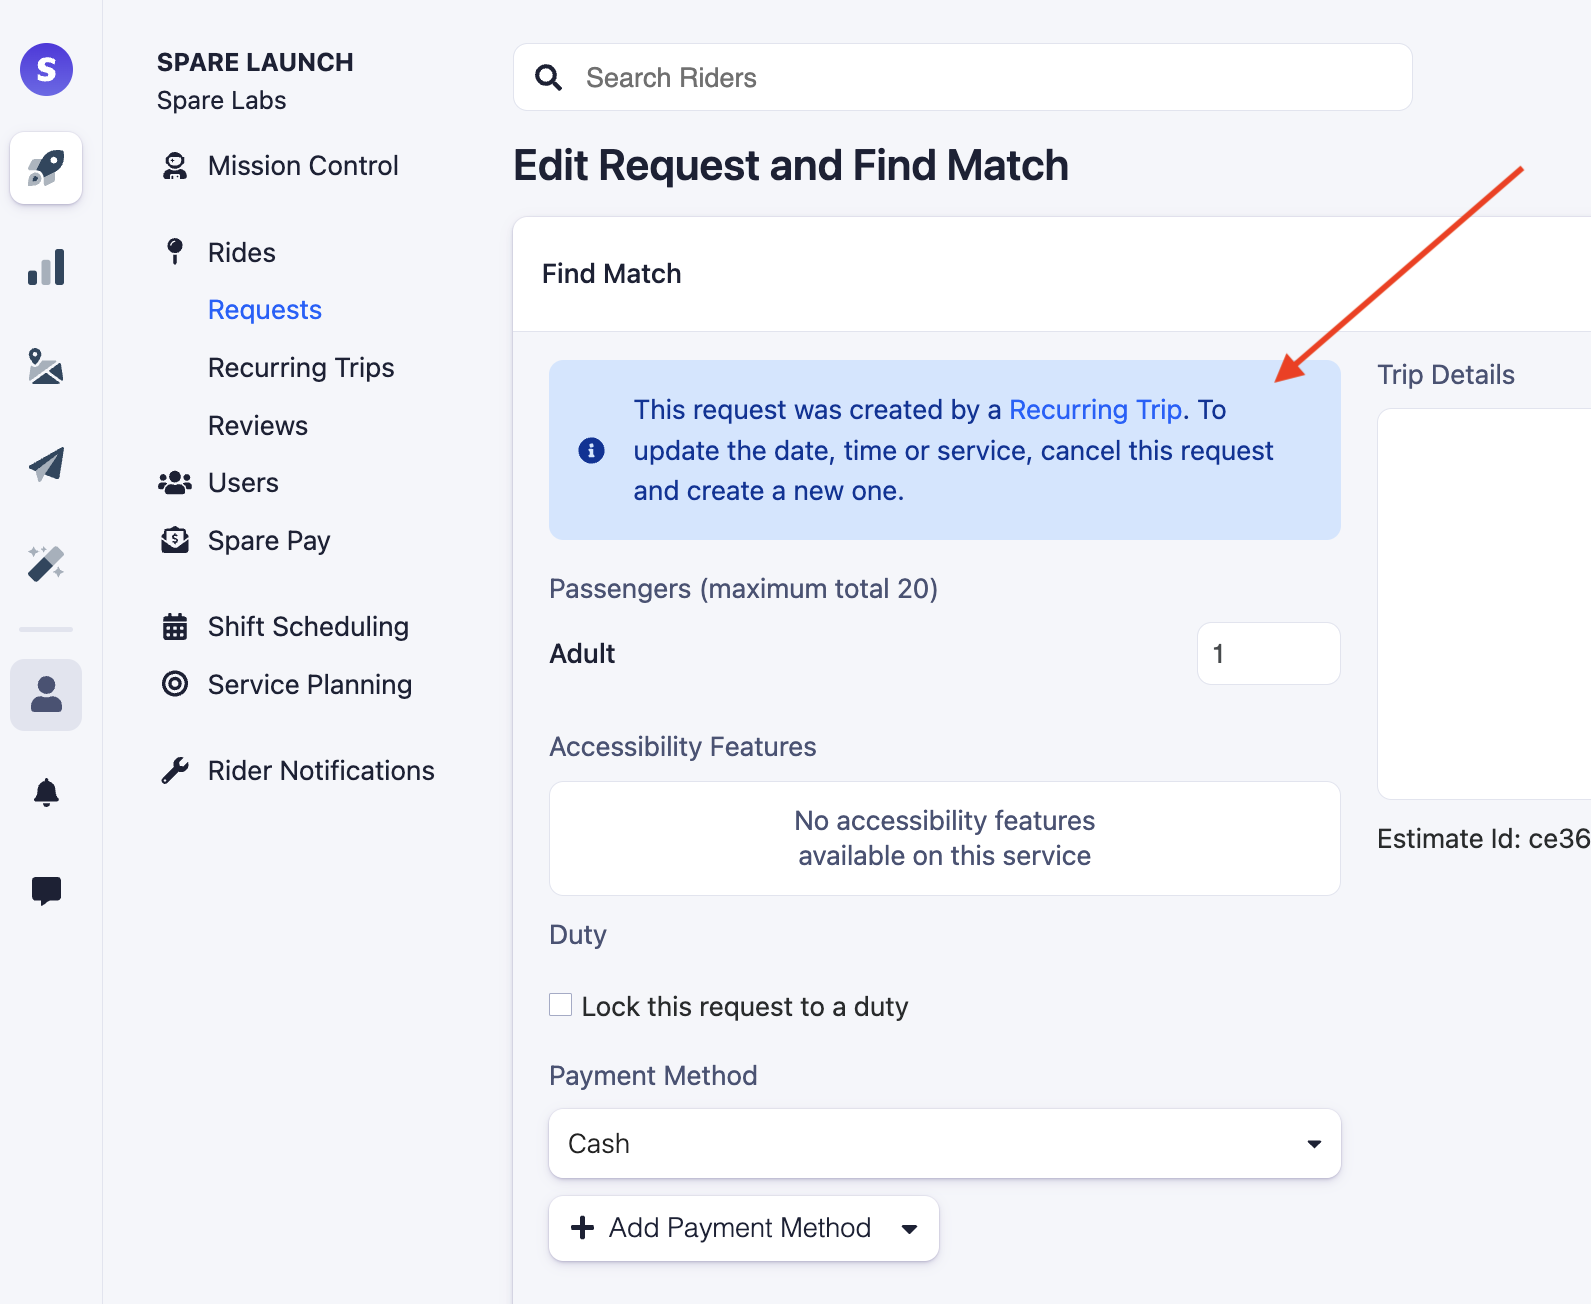 S
SPARE LAUNCH
Spare Labs
Mission Control
Rides
Requests
Recurring Trips
Reviews
Users
Spare Pay
Shift Scheduling
Service Planning
Rider Notifications
Search Riders
Edit Request and Find Match
Find Match
This request was created by a Recurring Trip. To
update the date, time or service, cancel this request
and create a new one.
Passengers (maximum total 20)
Adult
1
Accessibility Features
No accessibility features
available on this service
Duty
Lock this request to a duty
Payment Method
Cash
Add Payment Method
Trip Details
Estimate Id: ce36